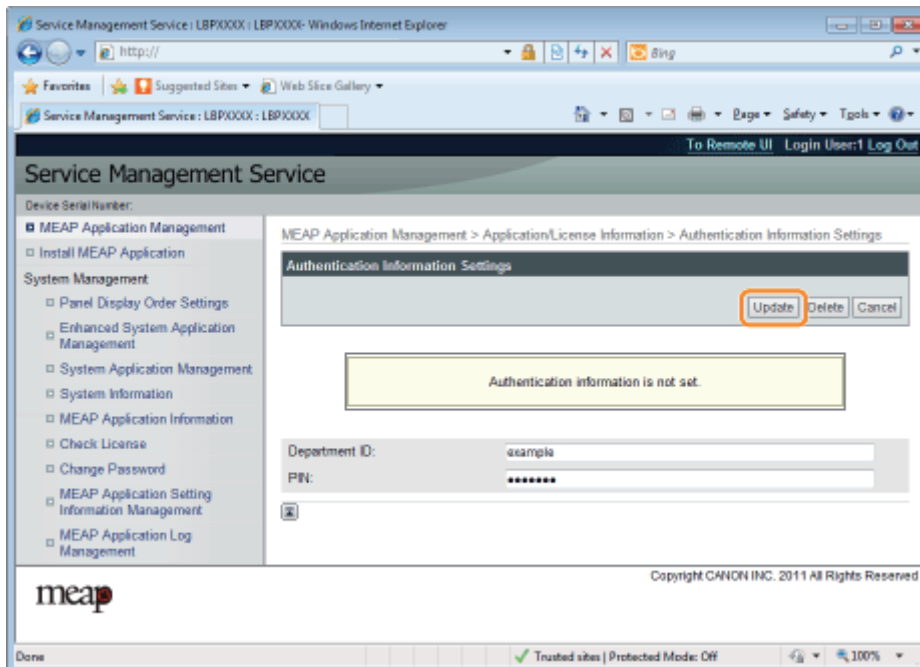 Service Management Service : LBPXXXX : LBPXXXX- Windows Internet Explorer
http://
Bing
Favorites Suggested Sites Web Slice Gallery
Service Management Service : LBPXXXX : LBPXXXX
Page Safety Tools
To Remote UI Login User:1 Log Out
Service Management Service
Device Serial Number:
MEAP Application Management
Install MEAP Application
System Management
Panel Display Order Settings
Enhanced System Application
Management
System Application Management
System Information
MEAP Application Information
Check License
Change Password
MEAP Application Setting
Information Management
MEAP Application Log
Management
MEAP Application Management > Application/License Information > Authentication Information Settings
Authentication Information Settings
Update Delete Cancel
Authentication information is not set.
Department ID: example
PIN: •••••••
Copyright CANON INC. 2011 All Rights Reserved
meap
Done Trusted sites | Protected Mode: Off 100%